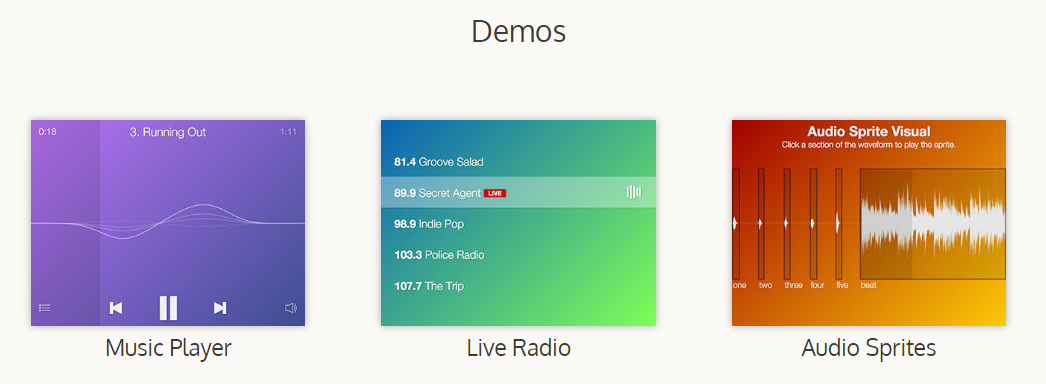 Demos
0:18
3. Running Out
1:11
Music Player
81.4 Groove Salad
89.9 Secret Agent LIVE
98.9 Indie Pop
103.3 Police Radio
107.7 The Trip
Live Radio
Audio Sprite Visual
Click a section of the waveform to play the sprite.
one two three four five beat
Audio Sprites